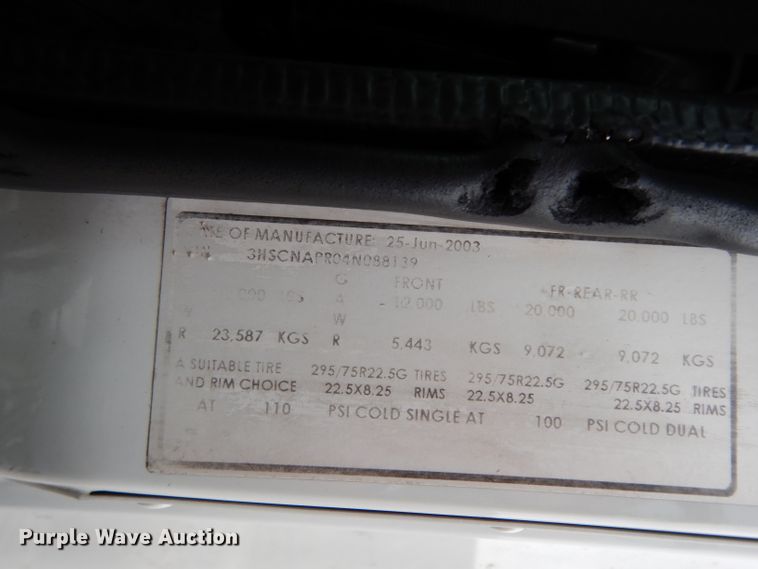 OF MANUFACTURE: 25-Jun-2003
3HSCNAPR04N088139
G FRONT FR-REAR-RR
LBS A 12,000 LBS 20,000 20,000 LBS
W W
R 23,587 KGS R 5,443 KGS 9,072 9,072 KGS
A SUITABLE TIRE 295/75R22.5G TIRES 295/75R22.5G 295/75R22.5G TIRES
AND RIM CHOICE 22.5X8.25 RIMS 22.5X8.25 22.5X8.25 RIMS
AT 110 PSI COLD SINGLE AT 100 PSI COLD DUAL
Purple Wave Auction